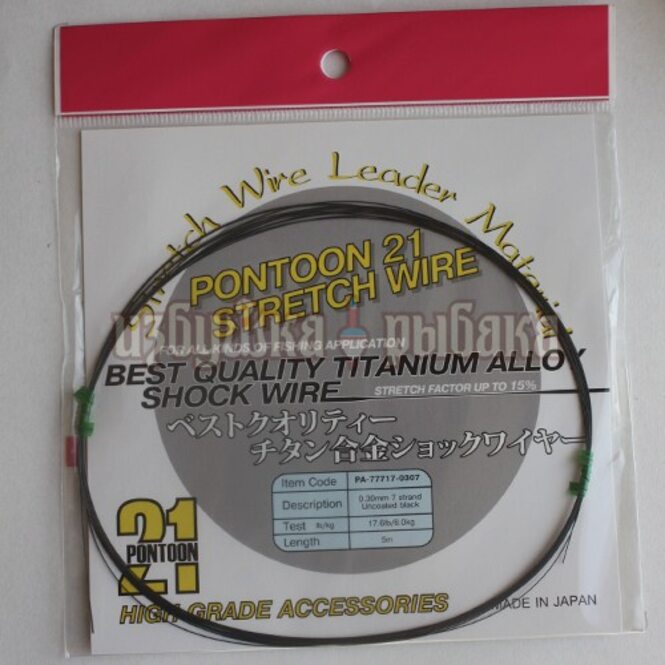 Stretch Wire Leader Material
PONTOON 21
STRETCH WIRE
избушка рыбака
FOR ALL KINDS OF FISHING APPLICATION
BEST QUALITY TITANIUM ALLOY
SHOCK WIRE
STRETCH FACTOR UP TO 15%
ベストクオリティー
チタン合金ショックワイヤー
Item Code PA-77717-0307
Description 0.30mm 7 strand
Uncoated black
Test lb/kg 17.6lb/8.0kg
Length 5m
21
PONTOON
HIGH GRADE ACCESSORIES
MADE IN JAPAN